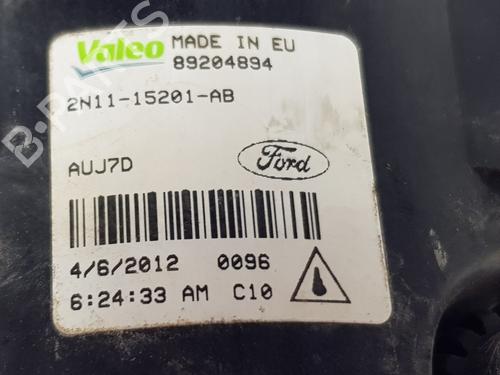 Valeo MADE IN EU
89204894
2N11-15201-AB
AUJ7D
Ford
4/6/2012 0096
6:24:33 AM C10